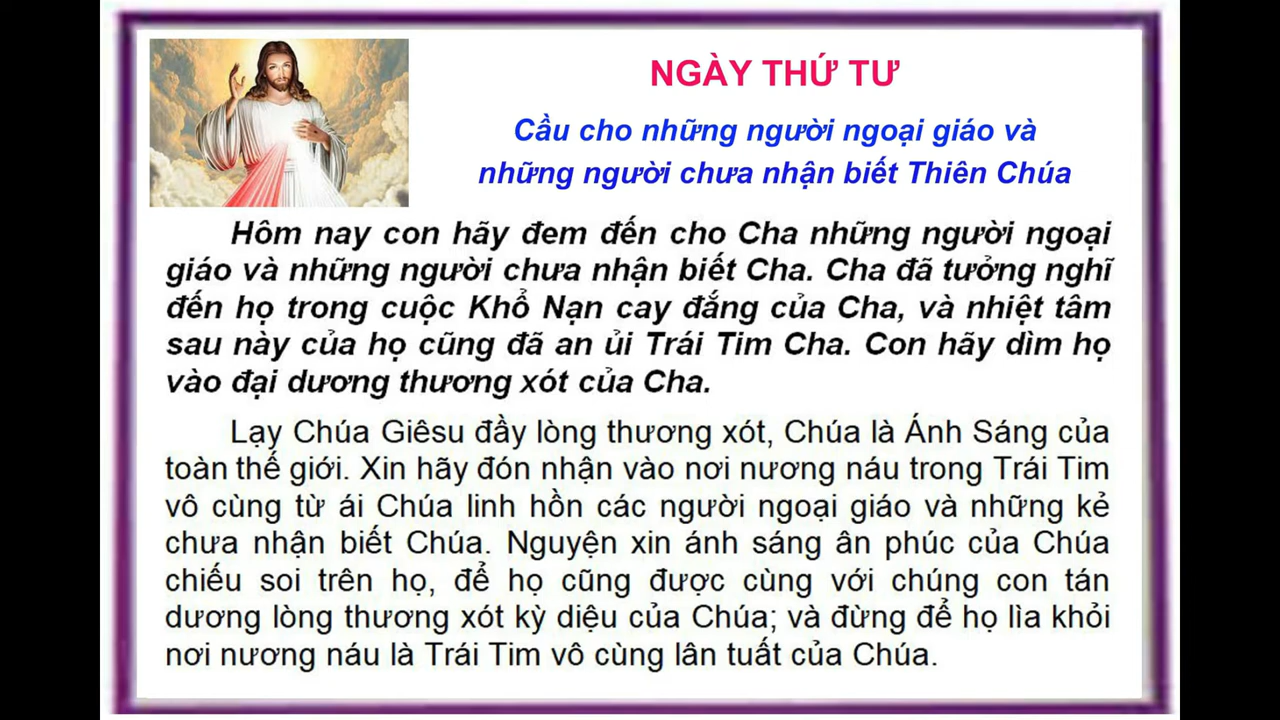 NGÀY THỨ TƯ
Cầu cho những người ngoại giáo và
những người chưa nhận biết Thiên Chúa
Hôm nay con hãy đem đến cho Cha những người ngoại
giáo và những người chưa nhận biết Cha. Cha đã tưởng nghĩ
đến họ trong cuộc Khổ Nạn cay đắng của Cha, và nhiệt tâm
sau này của họ cũng đã an ủi Trái Tim Cha. Con hãy dìm họ
vào đại dương thương xót của Cha.
Lạy Chúa Giêsu đầy lòng thương xót, Chúa là Ánh Sáng của
toàn thế giới. Xin hãy đón nhận vào nơi nương náu trong Trái Tim
vô cùng từ ái Chúa linh hồn các người ngoại giáo và những kẻ
chưa nhận biết Chúa. Nguyện xin ánh sáng ân phúc của Chúa
chiếu soi trên họ, để họ cũng được cùng với chúng con tán
dương lòng thương xót kỳ diệu của Chúa; và đừng để họ lìa khỏi
nơi nương náu là Trái Tim vô cùng lân tuất của Chúa.